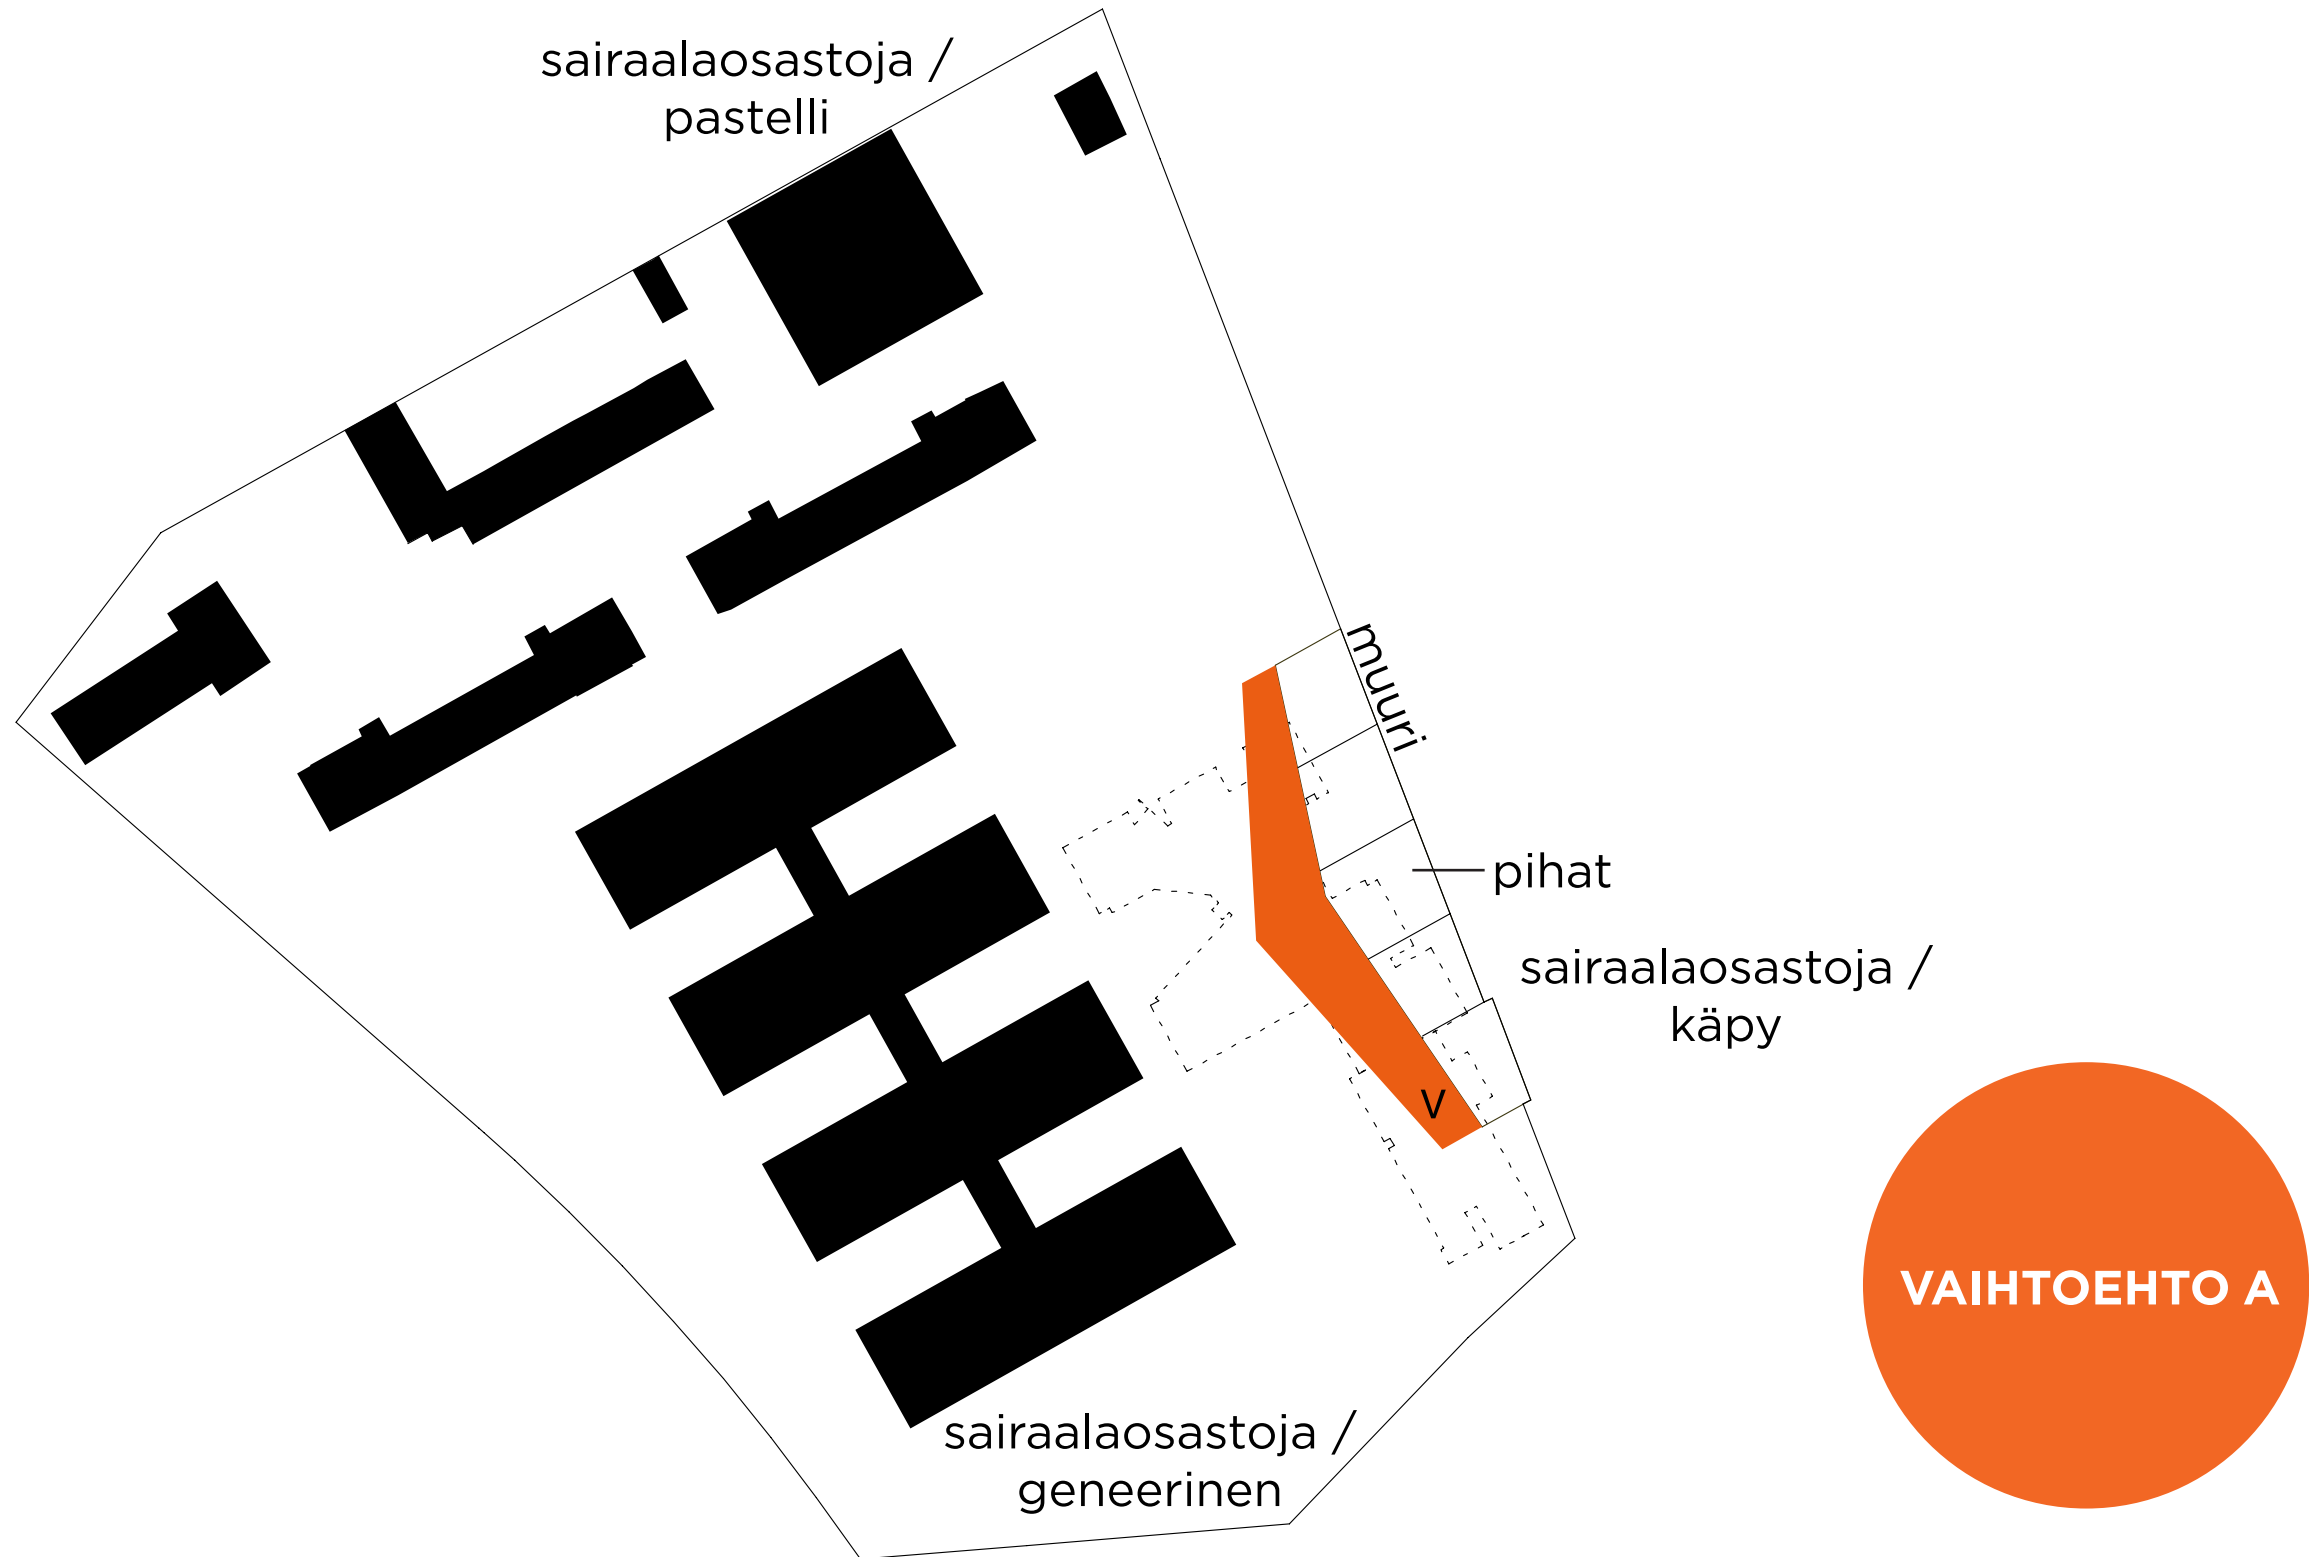 sairaalaosastoja /
pastelli
muuri
pihat
sairaalaosastoja /
käpy
V
VAIHTOEHTO A
sairaalaosastoja /
geneerinen